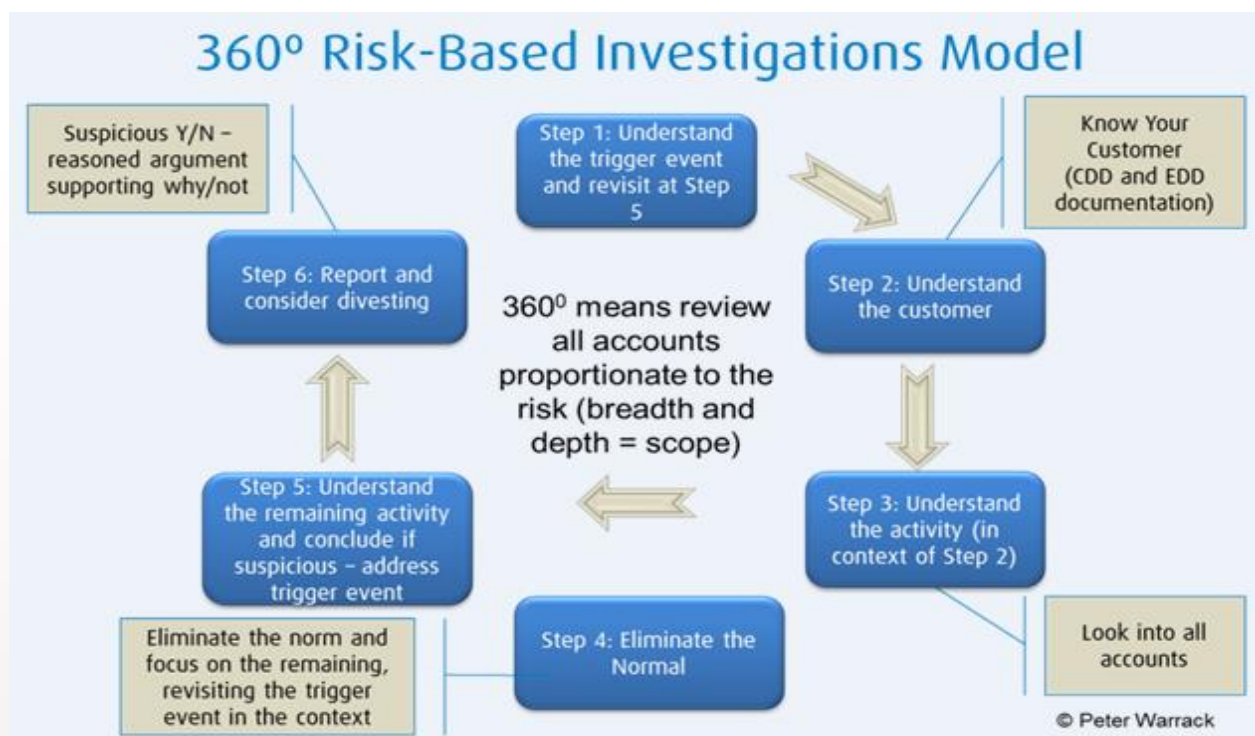 360º Risk-Based Investigations Model
Suspicious Y/N –
reasoned argument
supporting why/not
Step 1: Understand
the trigger event
and revisit at Step
5
Know Your
Customer
(CDD and EDD
documentation)
Step 6: Report and
consider divesting
Step 2: Understand
the customer
360⁰ means review
all accounts
proportionate to the
risk (breadth and
depth = scope)
Step 5: Understand
the remaining activity
and conclude if
suspicious – address
trigger event
Step 3: Understand
the activity (in
context of Step 2)
Eliminate the norm and
focus on the remaining,
revisiting the trigger
event in the context
Step 4: Eliminate the
Normal
Look into all
accounts
© Peter Warrack